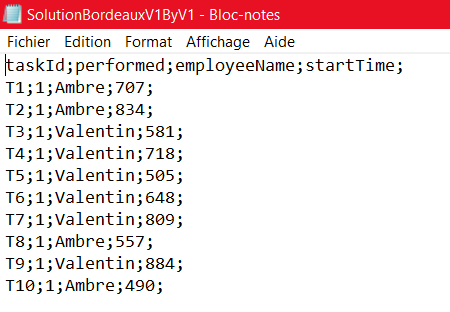 SolutionBordeauxV1ByV1 - Bloc-notes
Fichier Edition Format Affichage Aide
taskId;performed;employeeName;startTime;
T1;1;Ambre;707;
T2;1;Ambre;834;
T3;1;Valentin;581;
T4;1;Valentin;718;
T5;1;Valentin;505;
T6;1;Valentin;648;
T7;1;Valentin;809;
T8;1;Ambre;557;
T9;1;Valentin;884;
T10;1;Ambre;490;